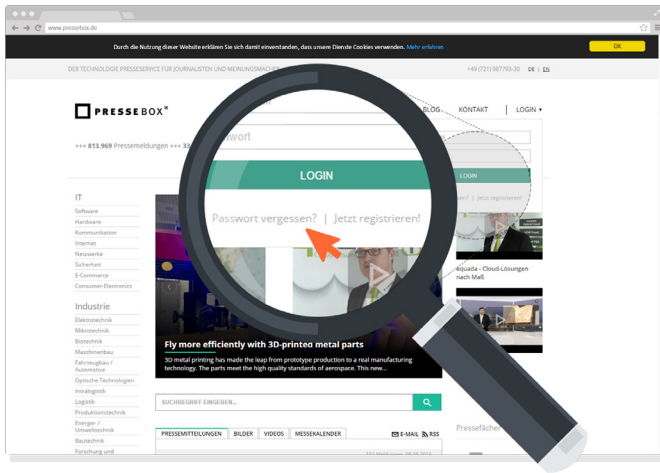 www.pressebox.de
Durch die Nutzung dieser Website erklären Sie sich damit einverstanden, dass unsere Dienste Cookies verwenden. Mehr erfahren
OK
DER TECHNOLOGIE PRESSESERVICE FÜR JOURNALISTEN UND MEINUNGSMACHER
+49 (721) 987793-30 DE | EN
PRESSEBOX®
BLOG KONTAKT LOGIN
+++ 813.969 Pressemeldungen +++ 33
wort
LOGIN
Passwort vergessen? | Jetzt registrieren!
LOGIN
Jetzt registrieren!
IT
Software
Hardware
Kommunikation
Internet
Netzwerke
Sicherheit
E-Commerce
Consumer-Electronics
Industrie
Elektrotechnik
Mikrotechnik
Biotechnik
Maschinenbau
Fahrzeugbau /
Automotive
Optische Technologien
Intralogistik
Logistik
Produktionstechnik
Energie- /
Umwelttechnik
Bautechnik
Forschung und
equada - Cloud-Lösungen
nach Maß
Fly more efficiently with 3D-printed metal parts
3D metal printing has made the leap from prototype production to a real manufacturing
technology. The parts meet the high quality standards of aerospace. This new...
SUCHBEGRIFF EINGEBEN...
PRESSEMITTEILUNGEN BILDER VIDEOS MESSEKALENDER E-MAIL RSS
Pressefächer